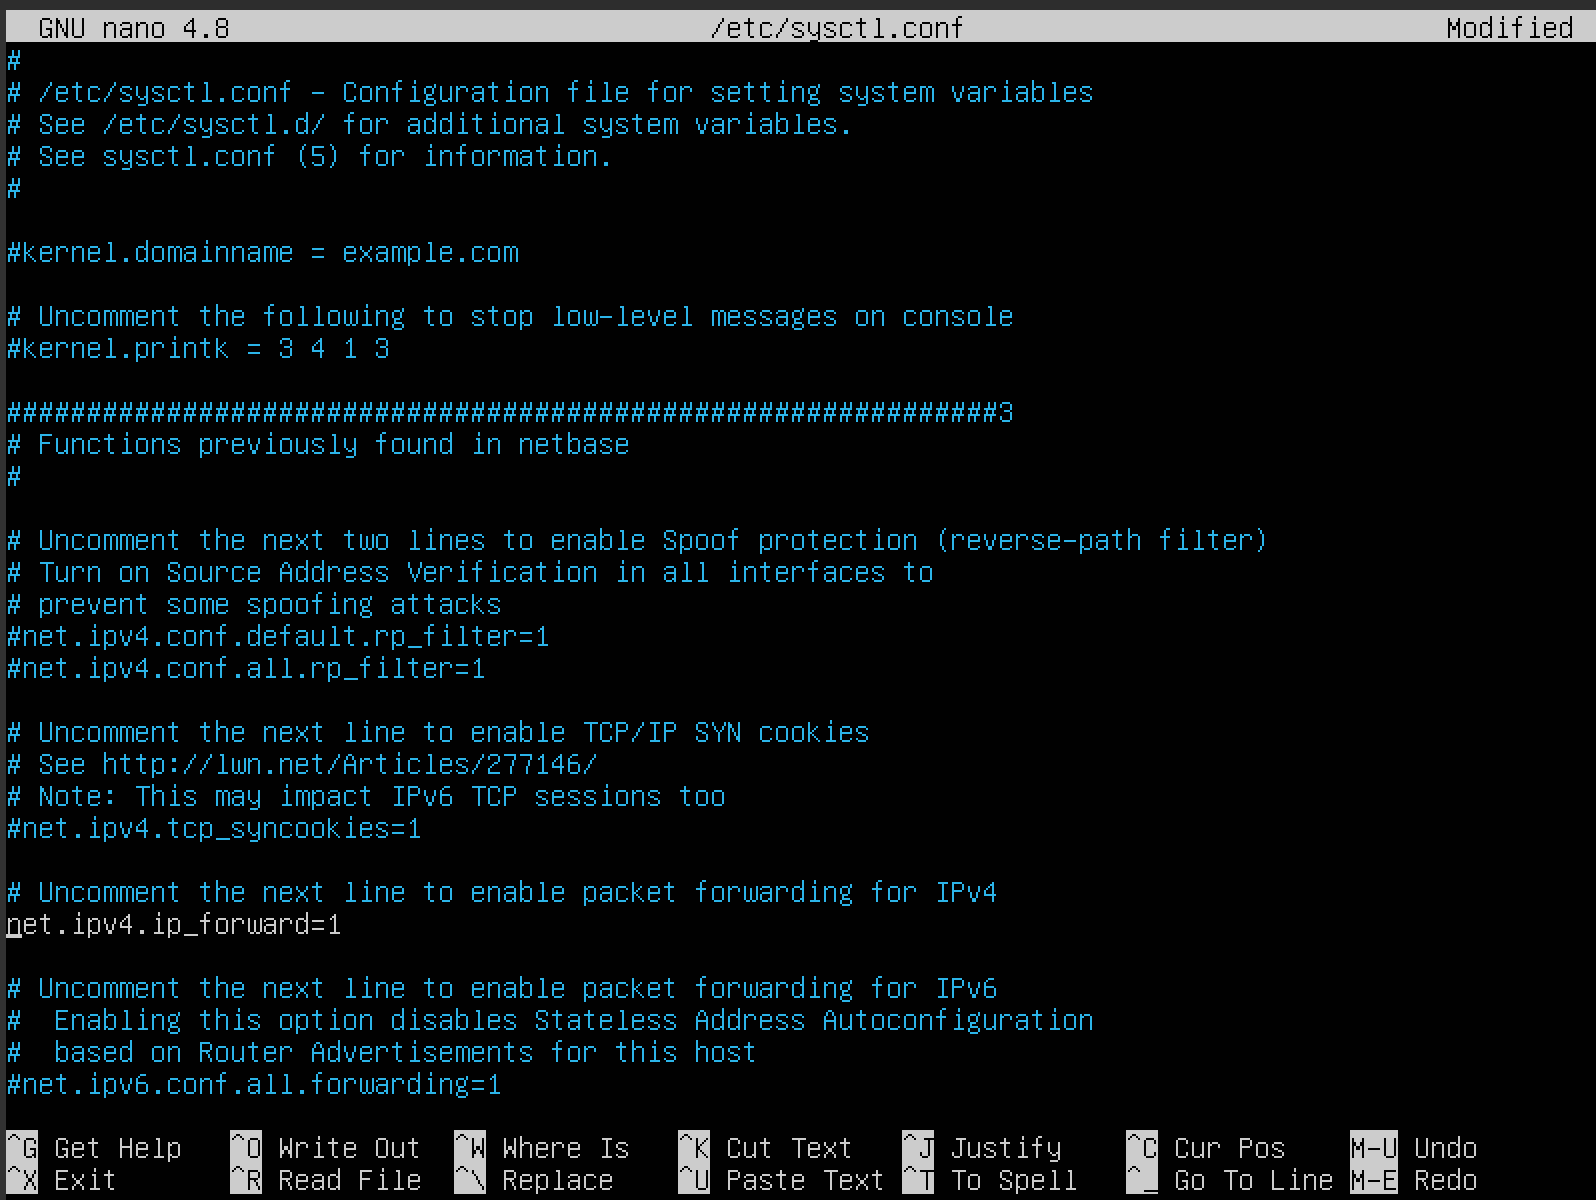 GNU nano 4.8 /etc/sysctl.conf Modified
#
# /etc/sysctl.conf - Configuration file for setting system variables
# See /etc/sysctl.d/ for additional system variables.
# See sysctl.conf (5) for information.
#
#kernel.domainname = example.com
# Uncomment the following to stop low-level messages on console
#kernel.printk = 3 4 1 3
##############################################################3
# Functions previously found in netbase
#
# Uncomment the next two lines to enable Spoof protection (reverse-path filter)
# Turn on Source Address Verification in all interfaces to
# prevent some spoofing attacks
#net.ipv4.conf.default.rp_filter=1
#net.ipv4.conf.all.rp_filter=1
# Uncomment the next line to enable TCP/IP SYN cookies
# See http://lwn.net/Articles/277146/
# Note: This may impact IPv6 TCP sessions too
#net.ipv4.tcp_syncookies=1
# Uncomment the next line to enable packet forwarding for IPv4
net.ipv4.ip_forward=1
# Uncomment the next line to enable packet forwarding for IPv6
#  Enabling this option disables Stateless Address Autoconfiguration
#  based on Router Advertisements for this host
#net.ipv6.conf.all.forwarding=1
^G Get Help ^O Write Out ^W Where Is ^K Cut Text ^J Justify ^C Cur Pos M-U Undo
^X Exit ^R Read File ^\ Replace ^U Paste Text ^T To Spell ^_ Go To Line M-E Redo